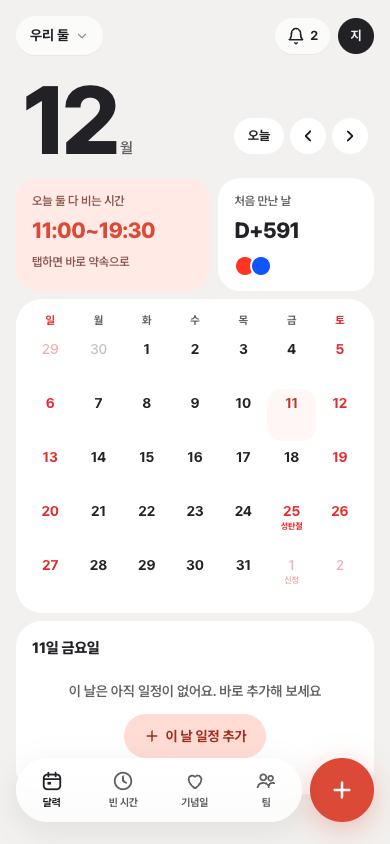 우리 둘
2
지
12월
오늘
오늘 둘 다 비는 시간
11:00~19:30
탭하면 바로 약속으로
처음 만난 날
D+591
일 월 화 수 목 금 토
29 30 1 2 3 4 5
6 7 8 9 10 11 12
13 14 15 16 17 18 19
20 21 22 23 24 25 26
성탄절
27 28 29 30 31 1 2
신정
11일 금요일
이 날은 아직 일정이 없어요. 바로 추가해 보세요
+ 이 날 일정 추가
달력 빈 시간 기념일 팀